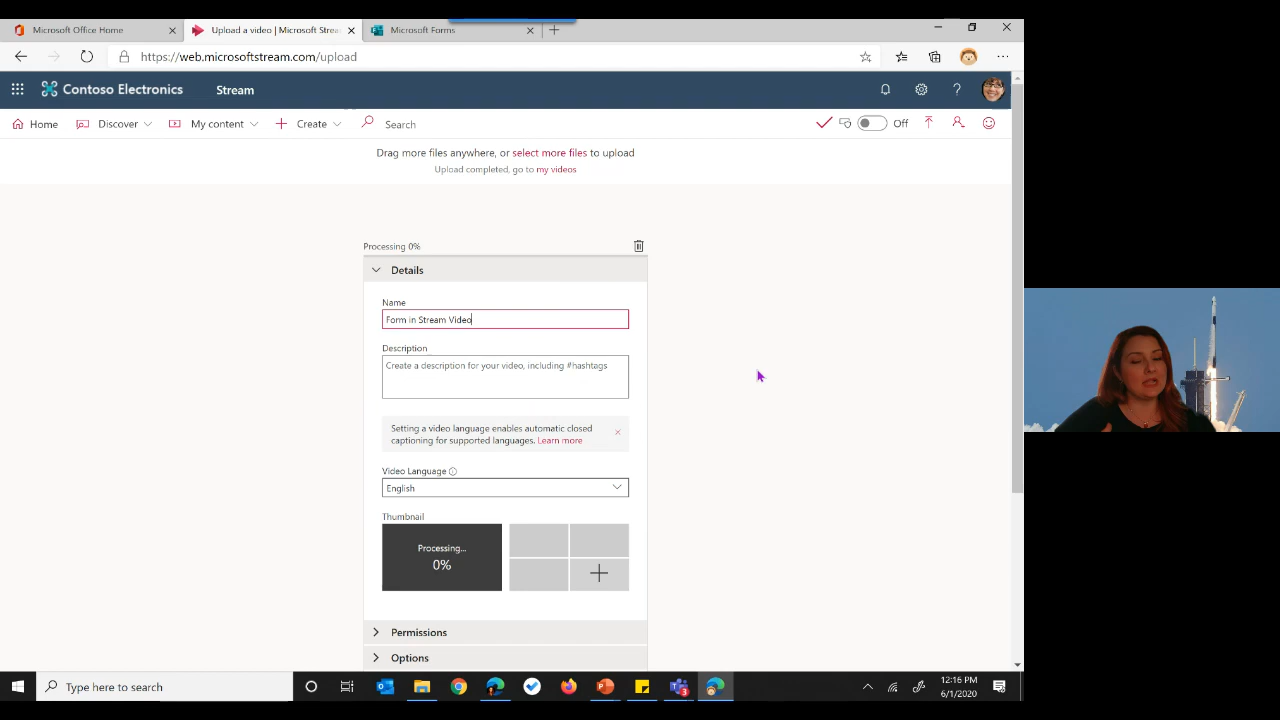 Microsoft Office Home
Upload a video | Microsoft Strea
Microsoft Forms
https://web.microsoftstream.com/upload
Contoso Electronics
Stream
Home
Discover
My content
Create
Search
Off
Drag more files anywhere, or select more files to upload
Upload completed, go to my videos
Processing 0%
Details
Name
Form in Stream Video
Description
Create a description for your video, including #hashtags
Setting a video language enables automatic closed
captioning for supported languages. Learn more
Video Language
English
Thumbnail
Processing...
0%
Permissions
Options
Type here to search
12:16 PM
6/1/2020